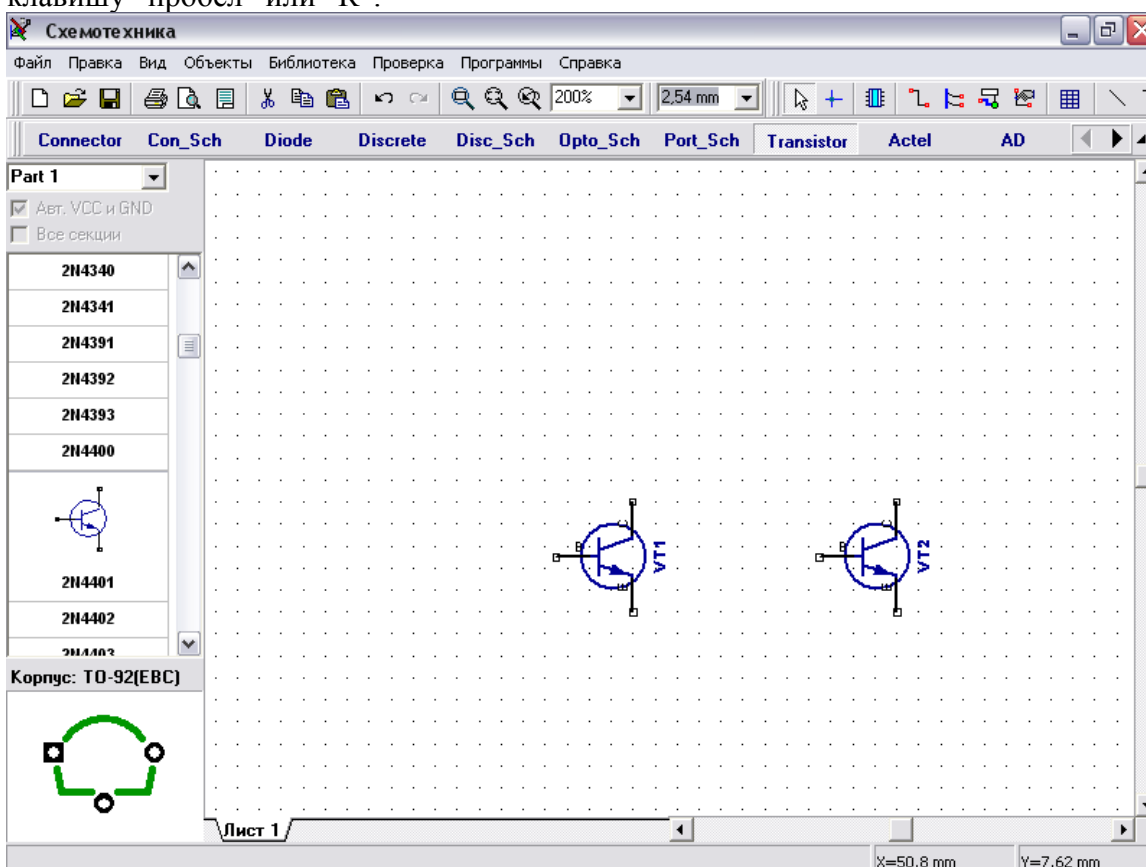 клавишу "пробел" или "R".
Схемотехника
Файл Правка Вид Объекты Библиотека Проверка Программы Справка
200% 2,54 mm
Connector Con_Sch Diode Discrete Disc_Sch Opto_Sch Port_Sch Transistor Actel AD
Part 1
Авт. VCC и GND
Все секции
2N4340
2N4341
2N4391
2N4392
2N4393
2N4400
2N4401
2N4402
2N4403
Корпус: TO-92(EBC)
C
B
E
VT1
C
B
E
VT2
Лист 1
X=50,8 mm Y=7,62 mm